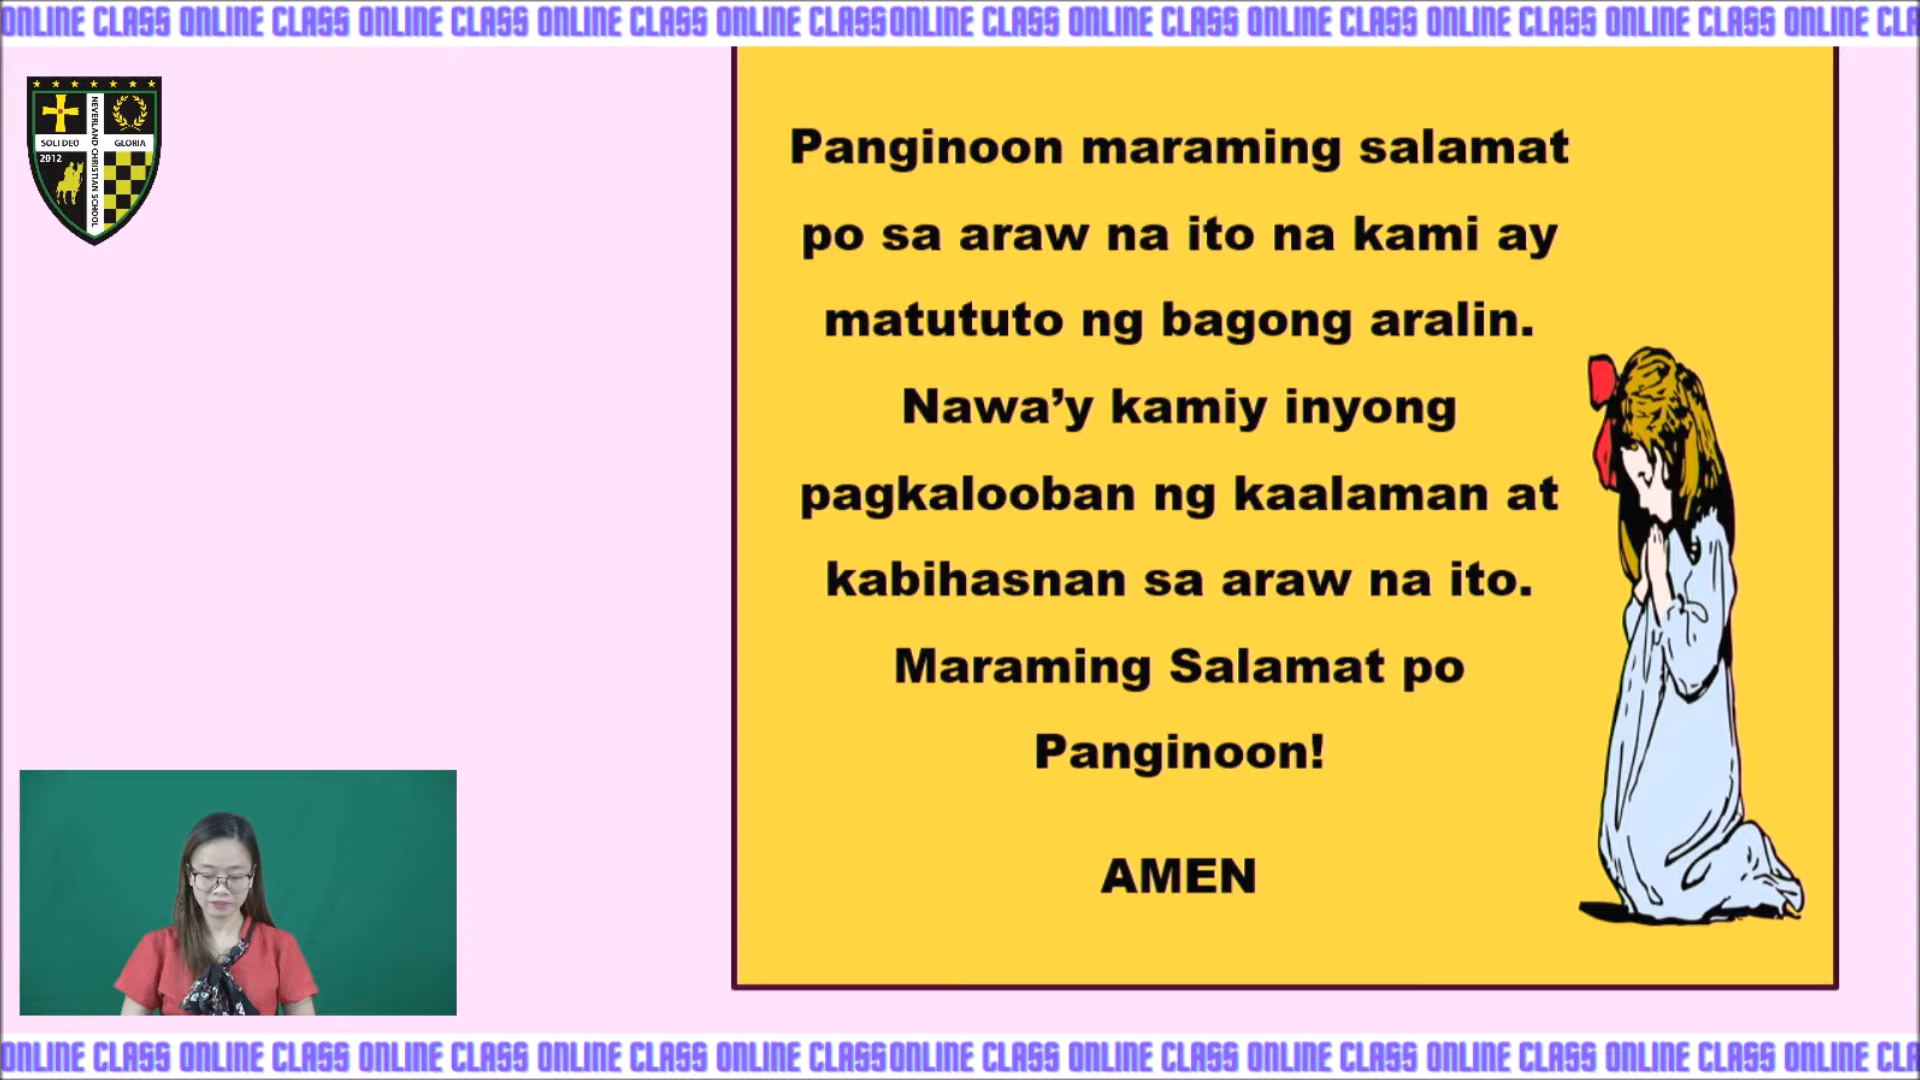 ONLINE CLASS ONLINE CLASS ONLINE CLASS ONLINE CLASS ONLINE CLASS ONLINE CLASS ONLINE CLASS ONLINE CLASS ONLINE CLASS ONLINE CLASS ONLINE CL
SOLI DEO GLORIA
2012
NEVERLAND CHRISTIAN SCHOOL
Panginoon maraming salamat
po sa araw na ito na kami ay
matututo ng bagong aralin.
Nawa’y kamiy inyong
pagkalooban ng kaalaman at
kabihasnan sa araw na ito.
Maraming Salamat po
Panginoon!
AMEN
ONLINE CLASS ONLINE CLASS ONLINE CLASS ONLINE CLASS ONLINE CLASS ONLINE CLASS ONLINE CLASS ONLINE CLASS ONLINE CLASS ONLINE CLASS ONLINE CL